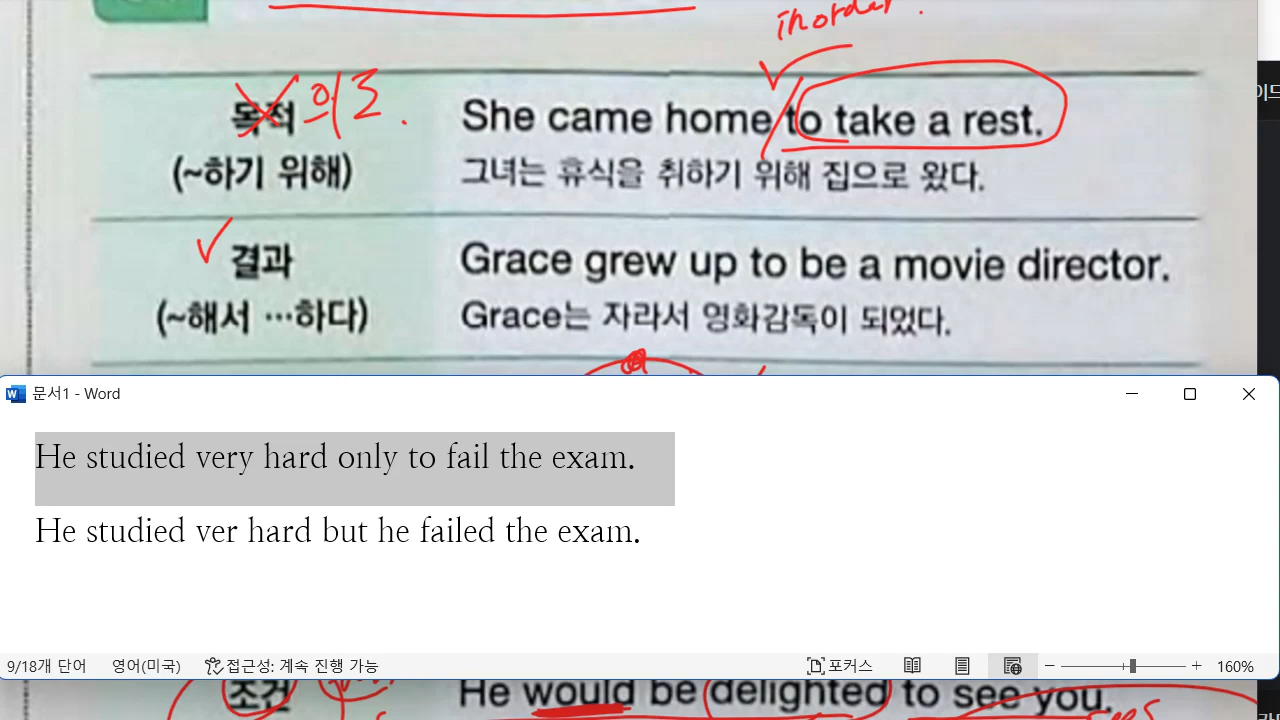 in order.
목적 의도.
She came home to take a rest.
(~하기 위해)
그녀는 휴식을 취하기 위해 집으로 왔다.
결과
Grace grew up to be a movie director.
(~해서 …하다)
Grace는 자라서 영화감독이 되었다.
문서1 - Word
He studied very hard only to fail the exam.
He studied ver hard but he failed the exam.
9/18개 단어 영어(미국) 접근성: 계속 진행 가능 포커스 160%
조건
He would be delighted to see you.